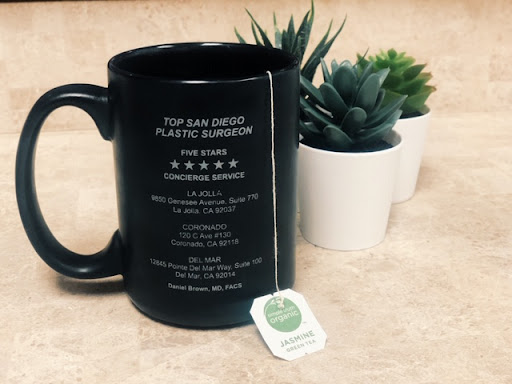 TOP SAN DIEGO
PLASTIC SURGEON
FIVE STARS
CONCIERGE SERVICE
LA JOLLA
9850 Genesee Avenue, Suite 770
La Jolla, CA 92037
CORONADO
120 C Ave #130
Coronado, CA 92118
DEL MAR
12845 Pointe Del Mar Way, Suite 100
Del Mar, CA 92014
Daniel Brown, MD, FACS
organic
JASMINE
GREEN TEA